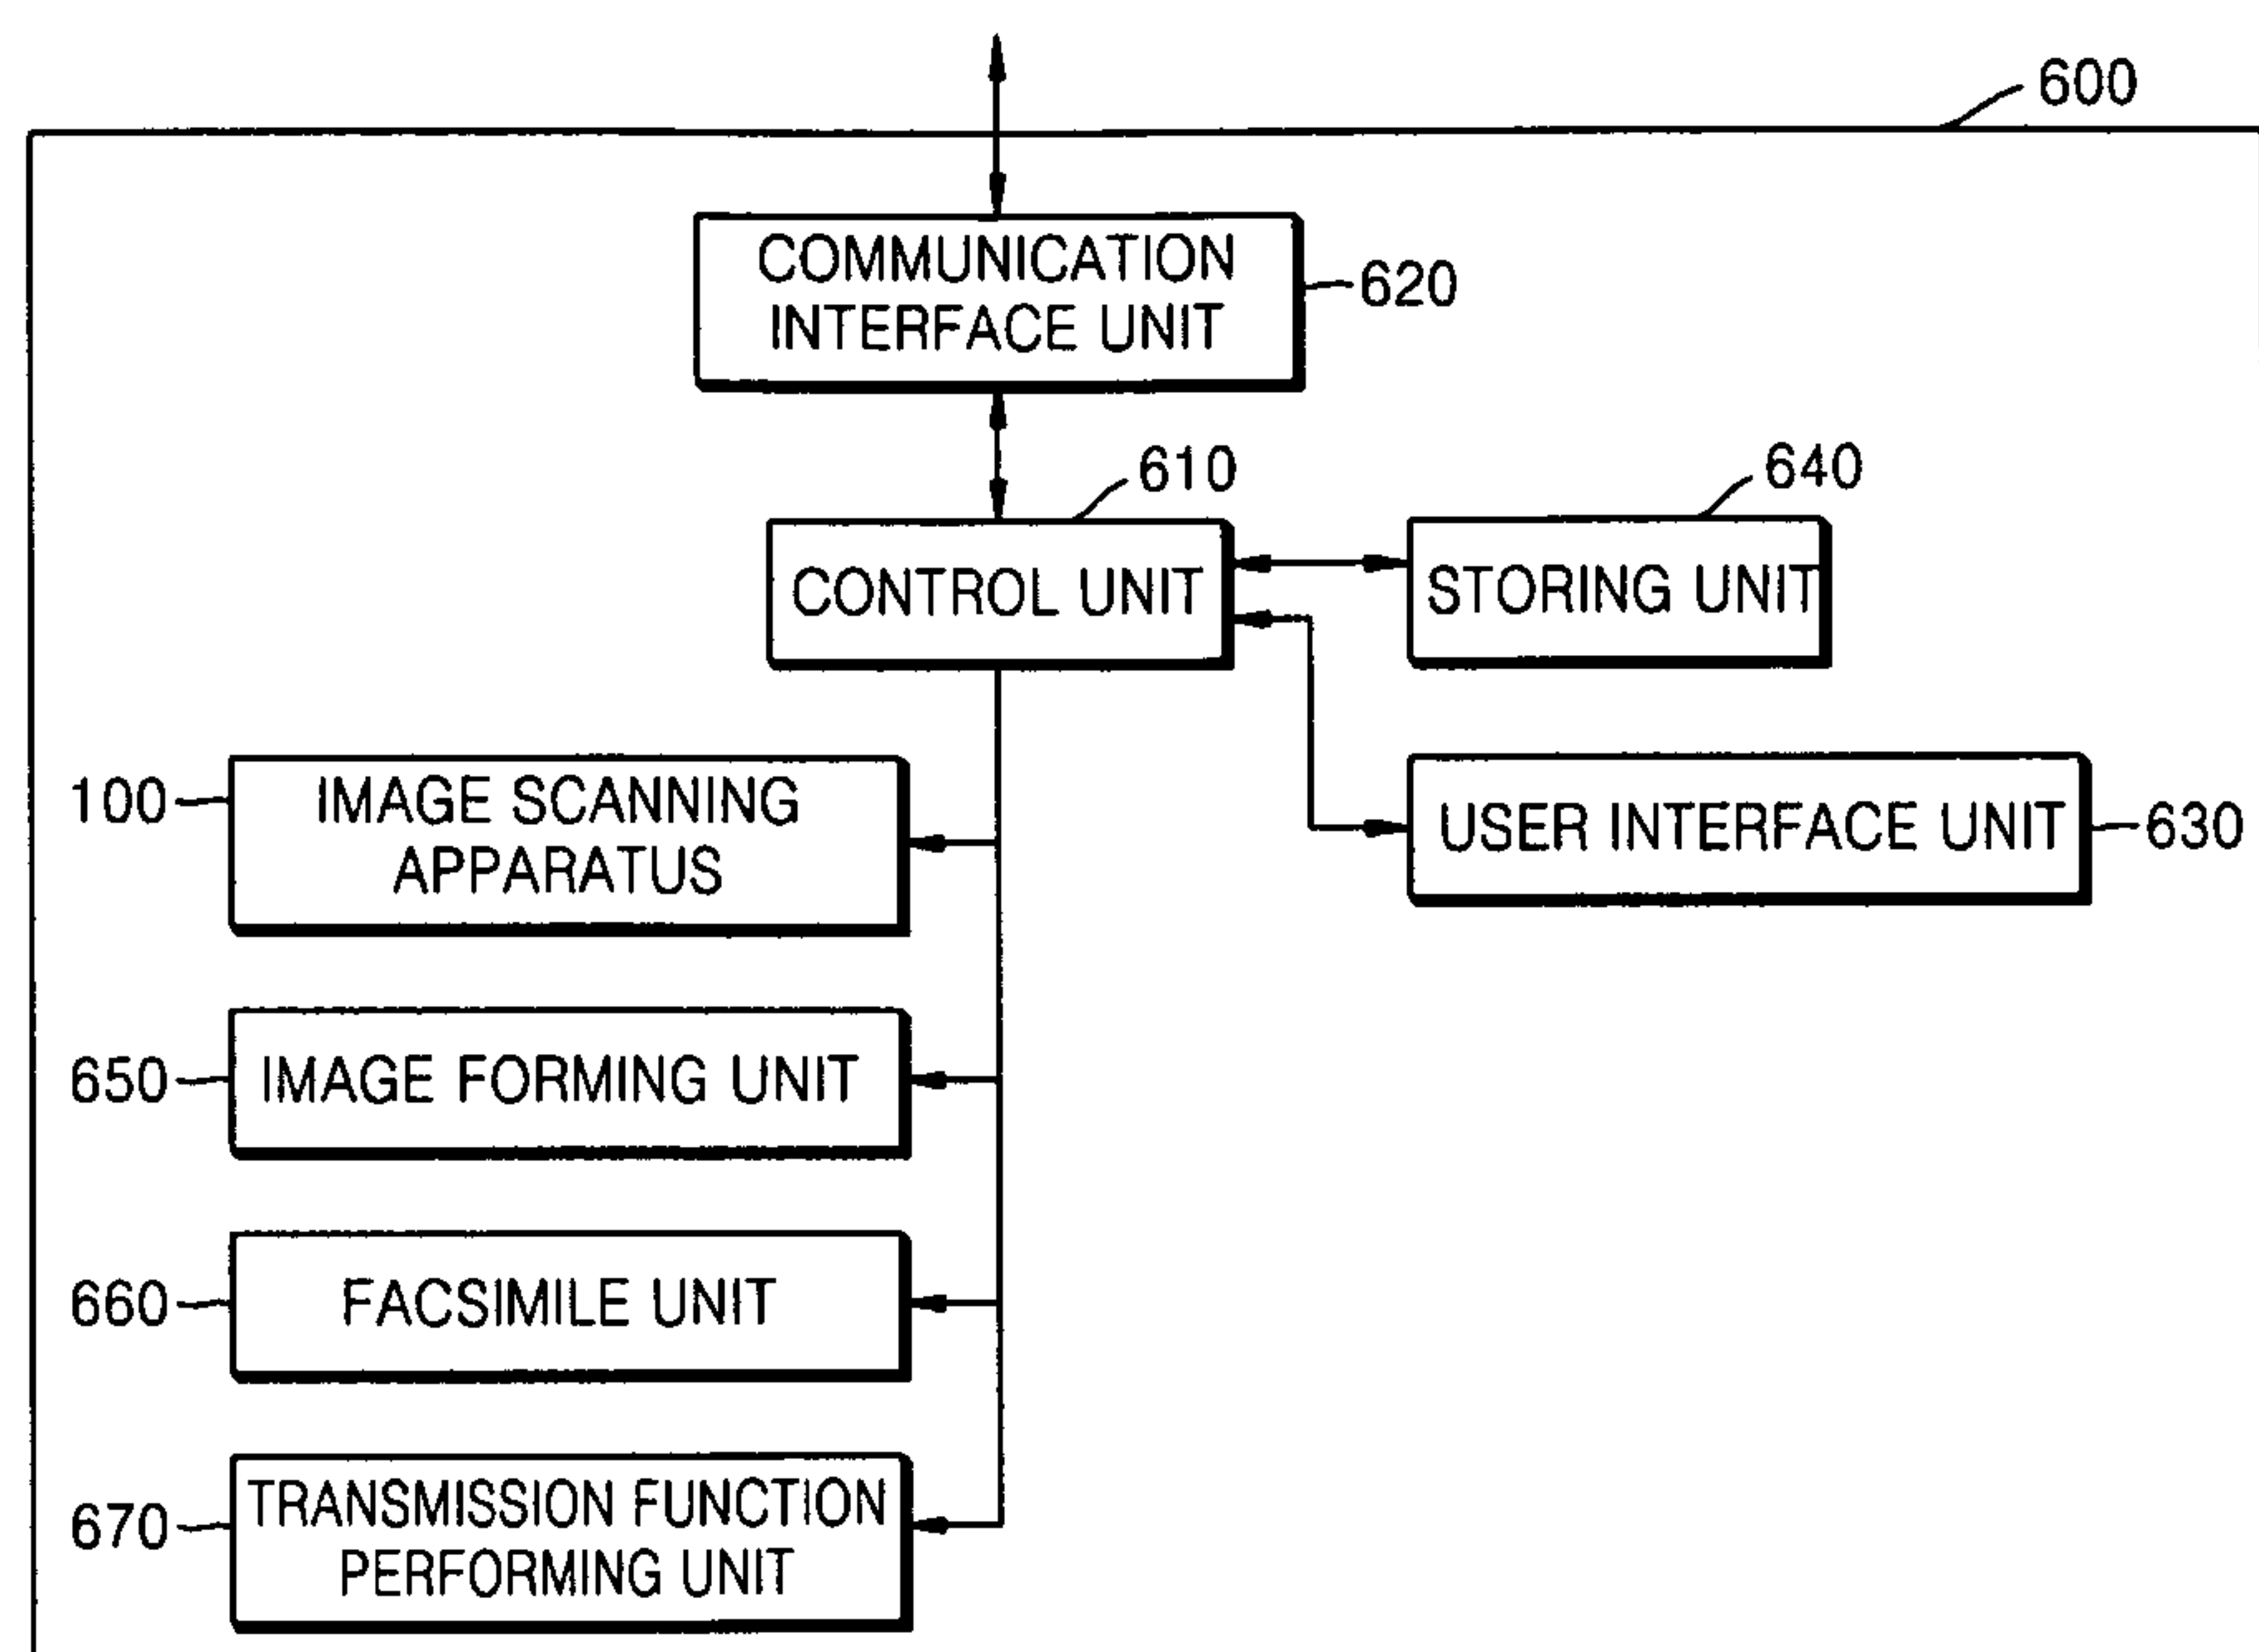 600
COMMUNICATION
INTERFACE UNIT
620
610
640
CONTROL UNIT
STORING UNIT
100
IMAGE SCANNING
APPARATUS
USER INTERFACE UNIT
630
650
IMAGE FORMING UNIT
660
FACSIMILE UNIT
670
TRANSMISSION FUNCTION
PERFORMING UNIT